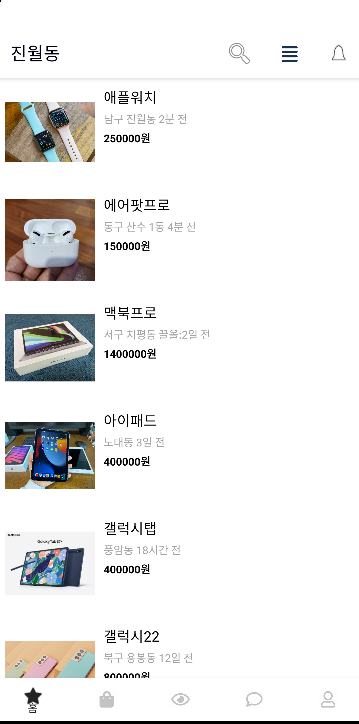 진월동
애플워치
남구 진월동 2분 전
250000원
에어팟프로
동구 산수 1동 4분 신
150000원
맥북프로
서구 치평동 끌올:2일 전
1400000원
아이패드
노대동 3일 전
400000원
Galaxy Tab S7+
갤럭시탭
풍암동 18시간 전
400000원
갤럭시22
북구 용봉동 12일 전
800000원
홈